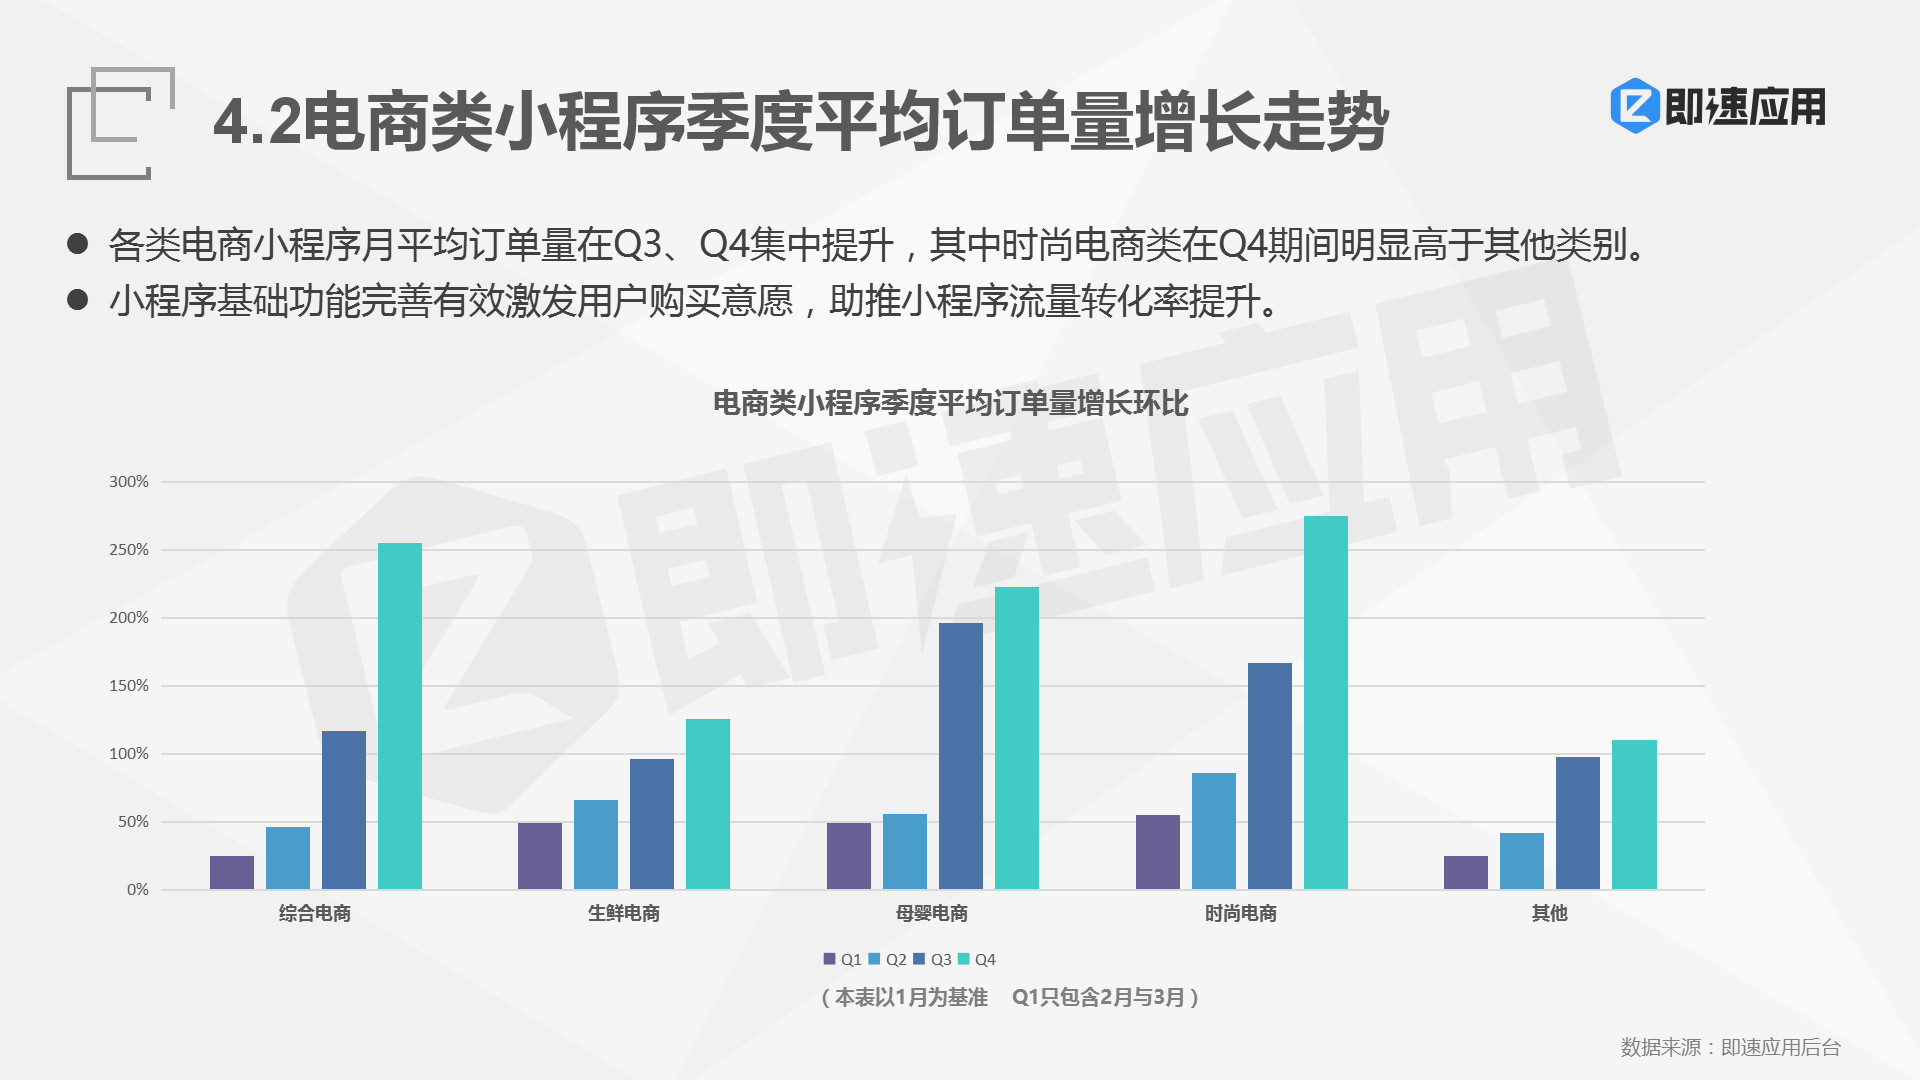 4.2电商类小程序季度平均订单量增长走势
即速应用
● 各类电商小程序月平均订单量在Q3、Q4集中提升，其中时尚电商类在Q4期间明显高于其他类别。
● 小程序基础功能完善有效激发用户购买意愿，助推小程序流量转化率提升。
即速应用
电商类小程序季度平均订单量增长环比
300%
250%
200%
150%
100%
50%
0%
综合电商 生鲜电商 母婴电商 时尚电商 其他
Q1 Q2 Q3 Q4
（本表以1月为基准 Q1只包含2月与3月）
数据来源：即速应用后台